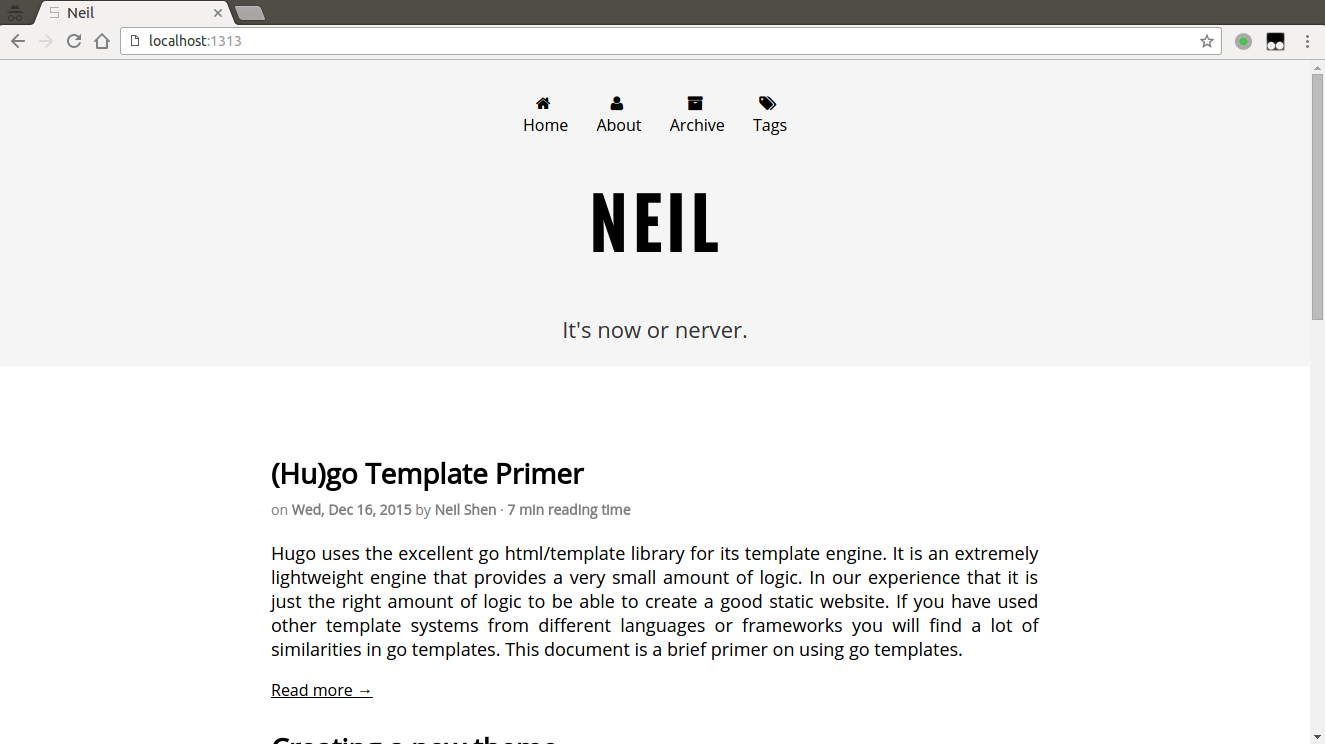 Neil
localhost:1313
Home About Archive Tags
NEIL
It's now or nerver.
(Hu)go Template Primer
on Wed, Dec 16, 2015 by Neil Shen · 7 min reading time
Hugo uses the excellent go html/template library for its template engine. It is an extremely
lightweight engine that provides a very small amount of logic. In our experience that it is
just the right amount of logic to be able to create a good static website. If you have used
other template systems from different languages or frameworks you will find a lot of
similarities in go templates. This document is a brief primer on using go templates.
Read more →
Creating a new theme